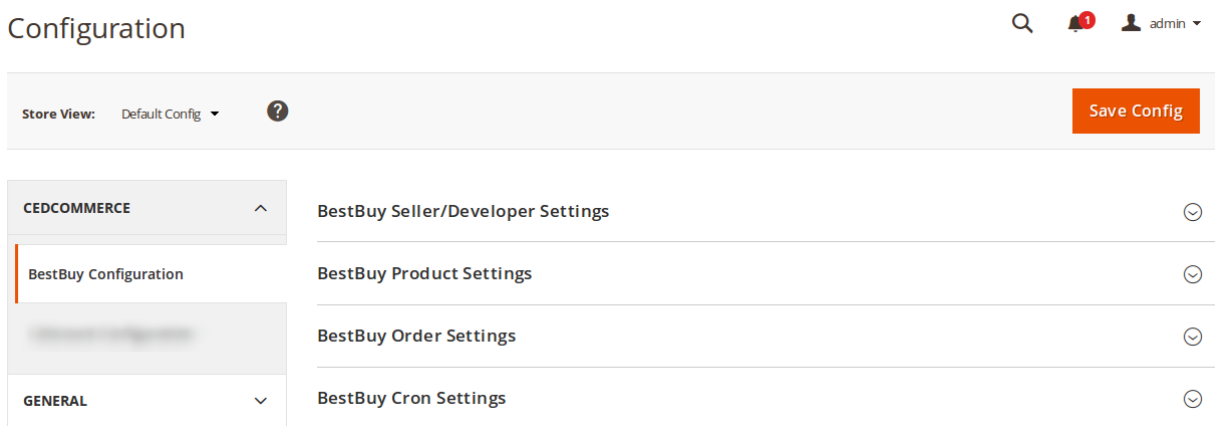 Configuration
1
admin
Store View: Default Config ?
Save Config
CEDCOMMERCE
BestBuy Configuration
GENERAL
BestBuy Seller/Developer Settings
BestBuy Product Settings
BestBuy Order Settings
BestBuy Cron Settings